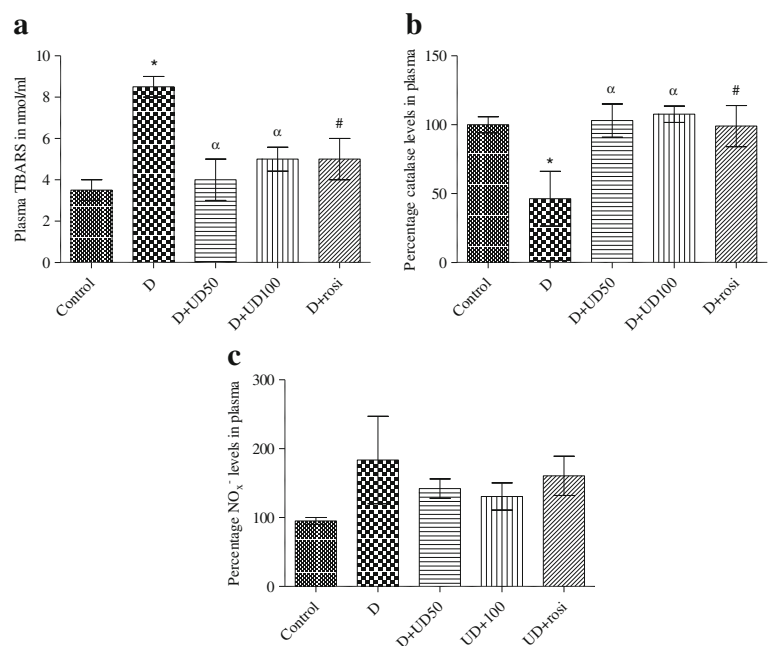 a
Plasma TBARS in nmol/ml
10
8
6
4
2
0
*
α
α
#
Control
D
D+UD50
D+UD100
D+rosi
b
Percentage catalase levels in plasma
150
100
50
0
*
α
α
#
Control
D
D+UD50
D+UD100
D+rosi
c
Percentage NOx- levels in plasma
300
200
100
0
Control
D
D+UD50
UD+100
UD+rosi